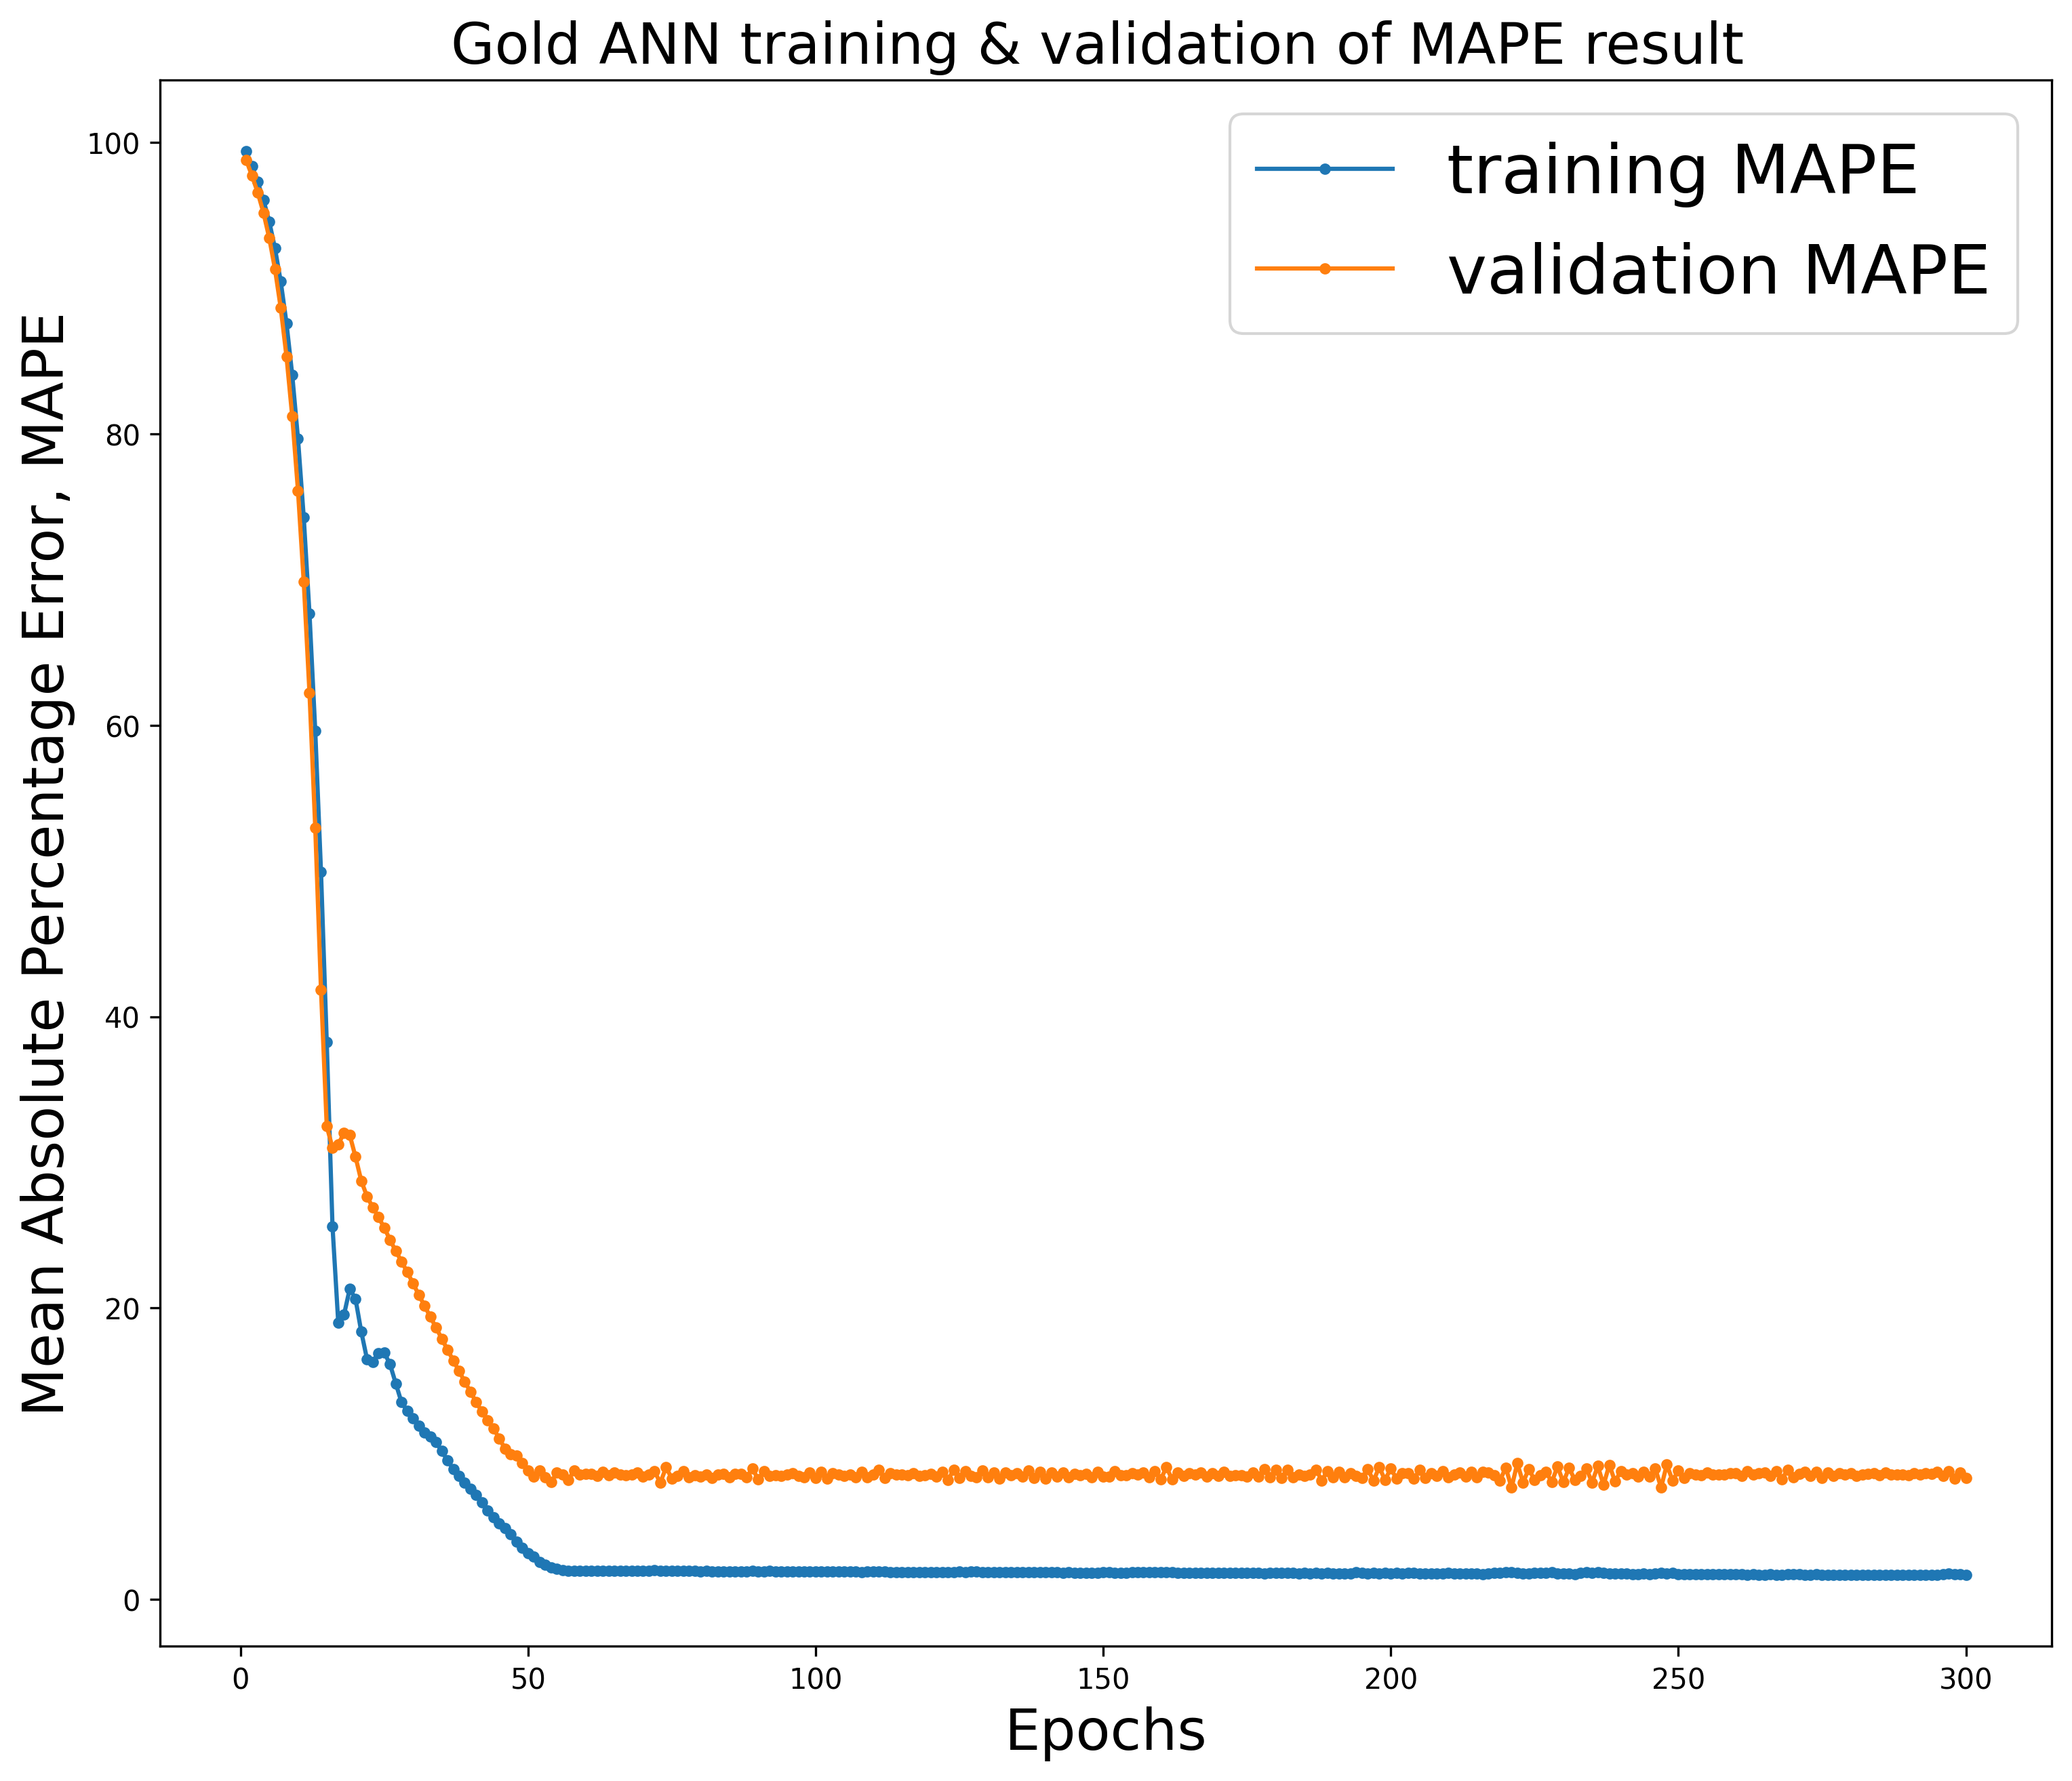 Gold ANN training & validation of MAPE result
training MAPE
validation MAPE
Mean Absolute Percentage Error, MAPE
100
80
60
40
20
0
0 50 100 150 200 250 300
Epochs